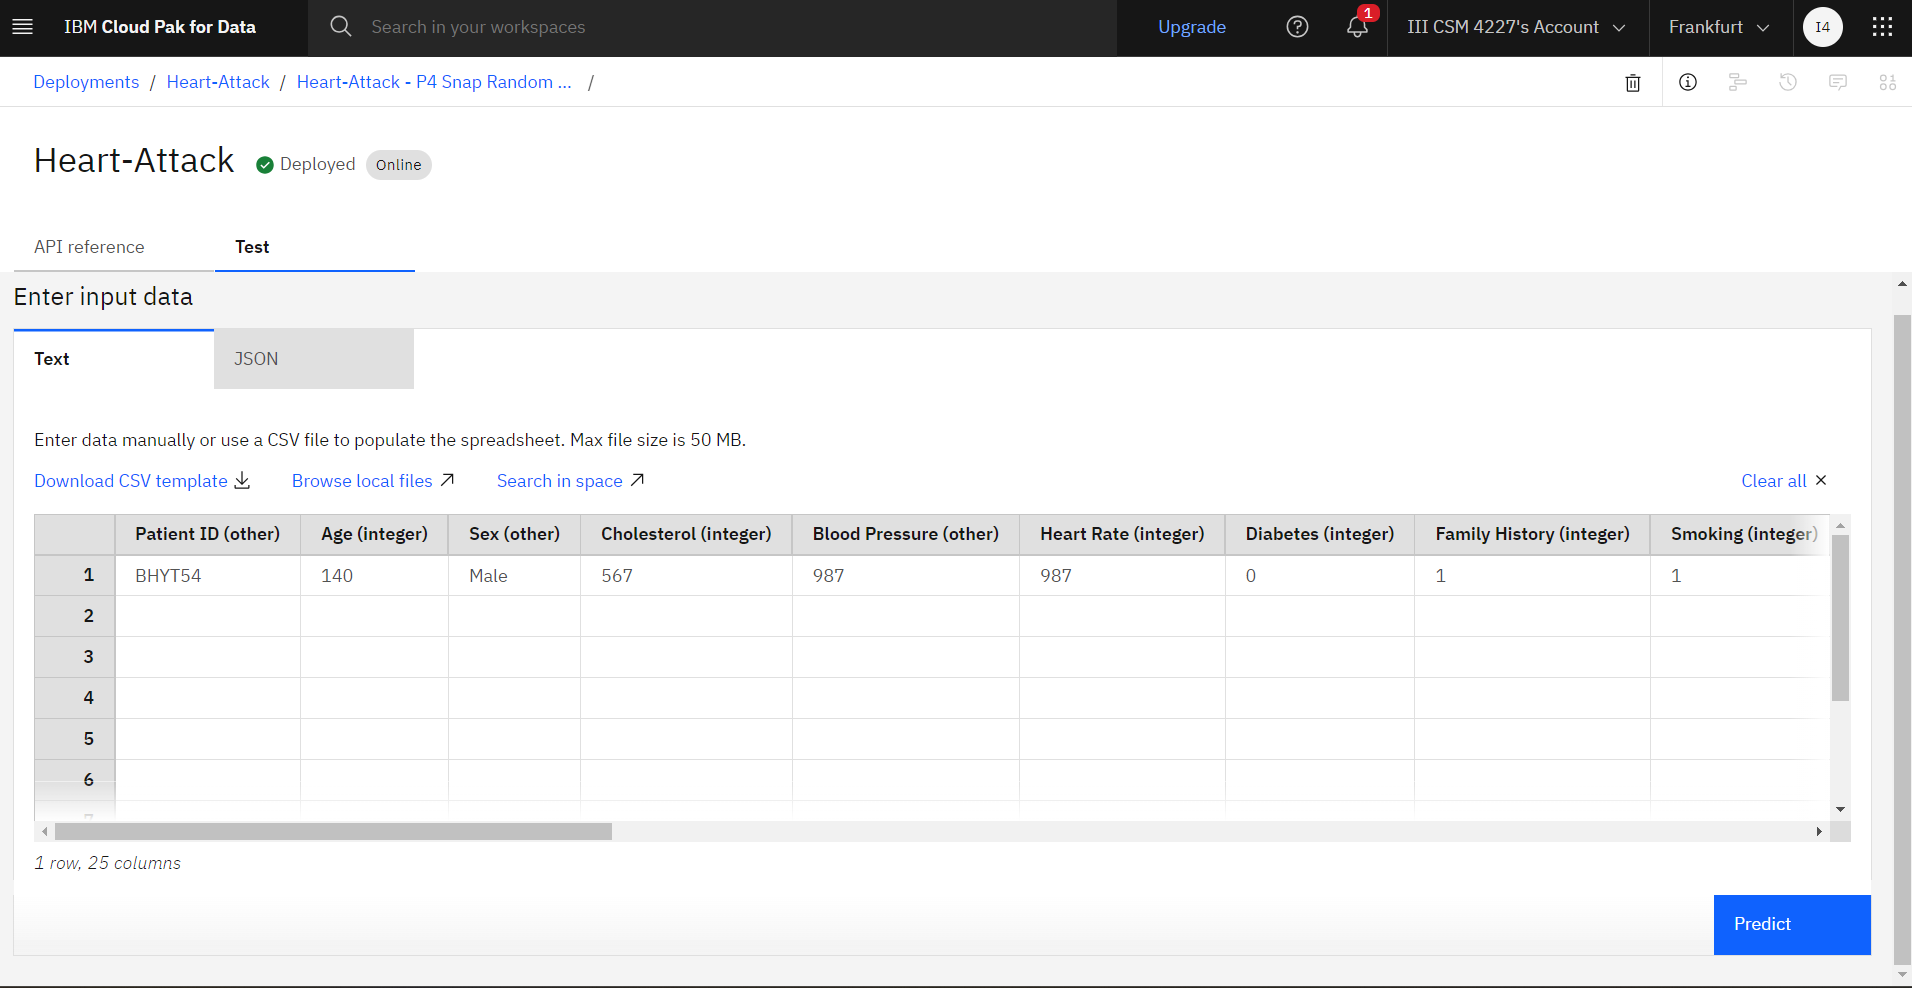 IBM Cloud Pak for Data
Search in your workspaces
Upgrade
1
III CSM 4227's Account
Frankfurt
I4
Deployments / Heart-Attack / Heart-Attack - P4 Snap Random ... /
Heart-Attack
Deployed
Online
API reference
Test
Enter input data
Text
JSON
Enter data manually or use a CSV file to populate the spreadsheet. Max file size is 50 MB.
Download CSV template
Browse local files
Search in space
Clear all
Patient ID (other) Age (integer) Sex (other) Cholesterol (integer) Blood Pressure (other) Heart Rate (integer) Diabetes (integer) Family History (integer) Smoking (integer)
1 BHYT54 140 Male 567 987 987 0 1 1
2
3
4
5
6
7
1 row, 25 columns
Predict